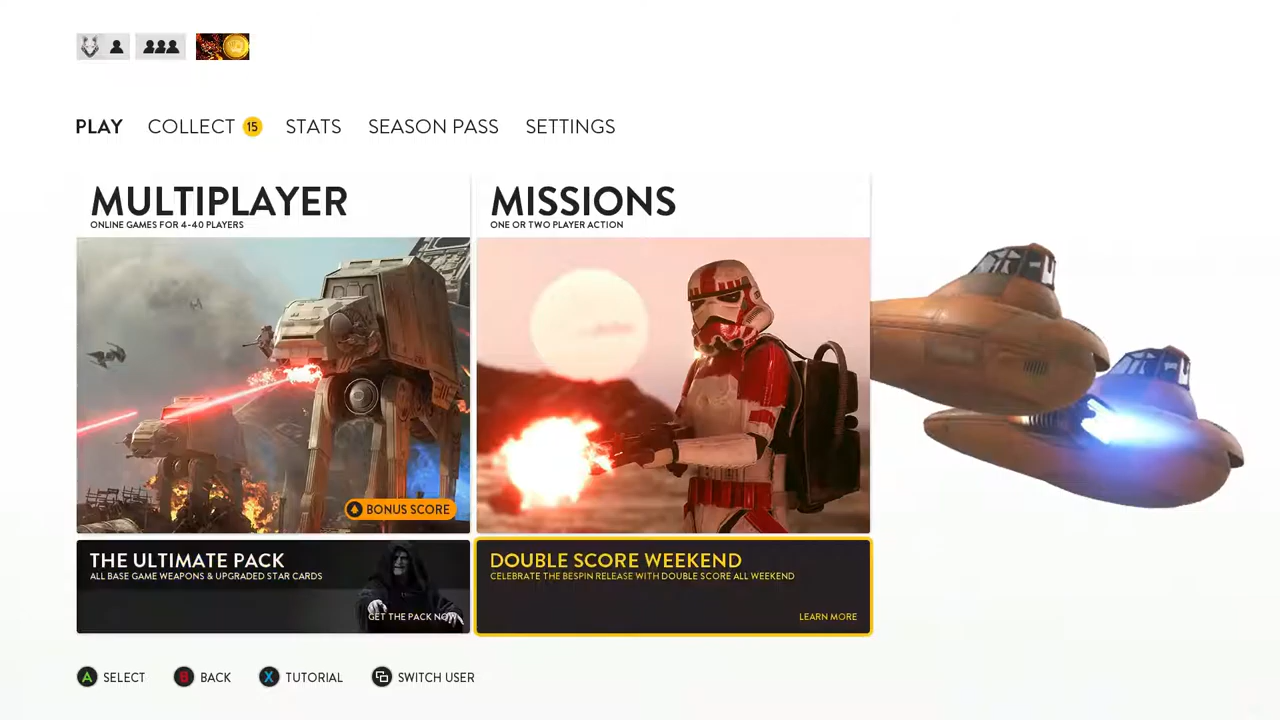 PLAY COLLECT 15 STATS SEASON PASS SETTINGS
MULTIPLAYER
ONLINE GAMES FOR 4-40 PLAYERS
MISSIONS
ONE OR TWO PLAYER ACTION
BONUS SCORE
THE ULTIMATE PACK
ALL BASE GAME WEAPONS & UPGRADED STAR CARDS
GET THE PACK NOW
DOUBLE SCORE WEEKEND
CELEBRATE THE BESPIN RELEASE WITH DOUBLE SCORE ALL WEEKEND
LEARN MORE
A SELECT B BACK X TUTORIAL SWITCH USER